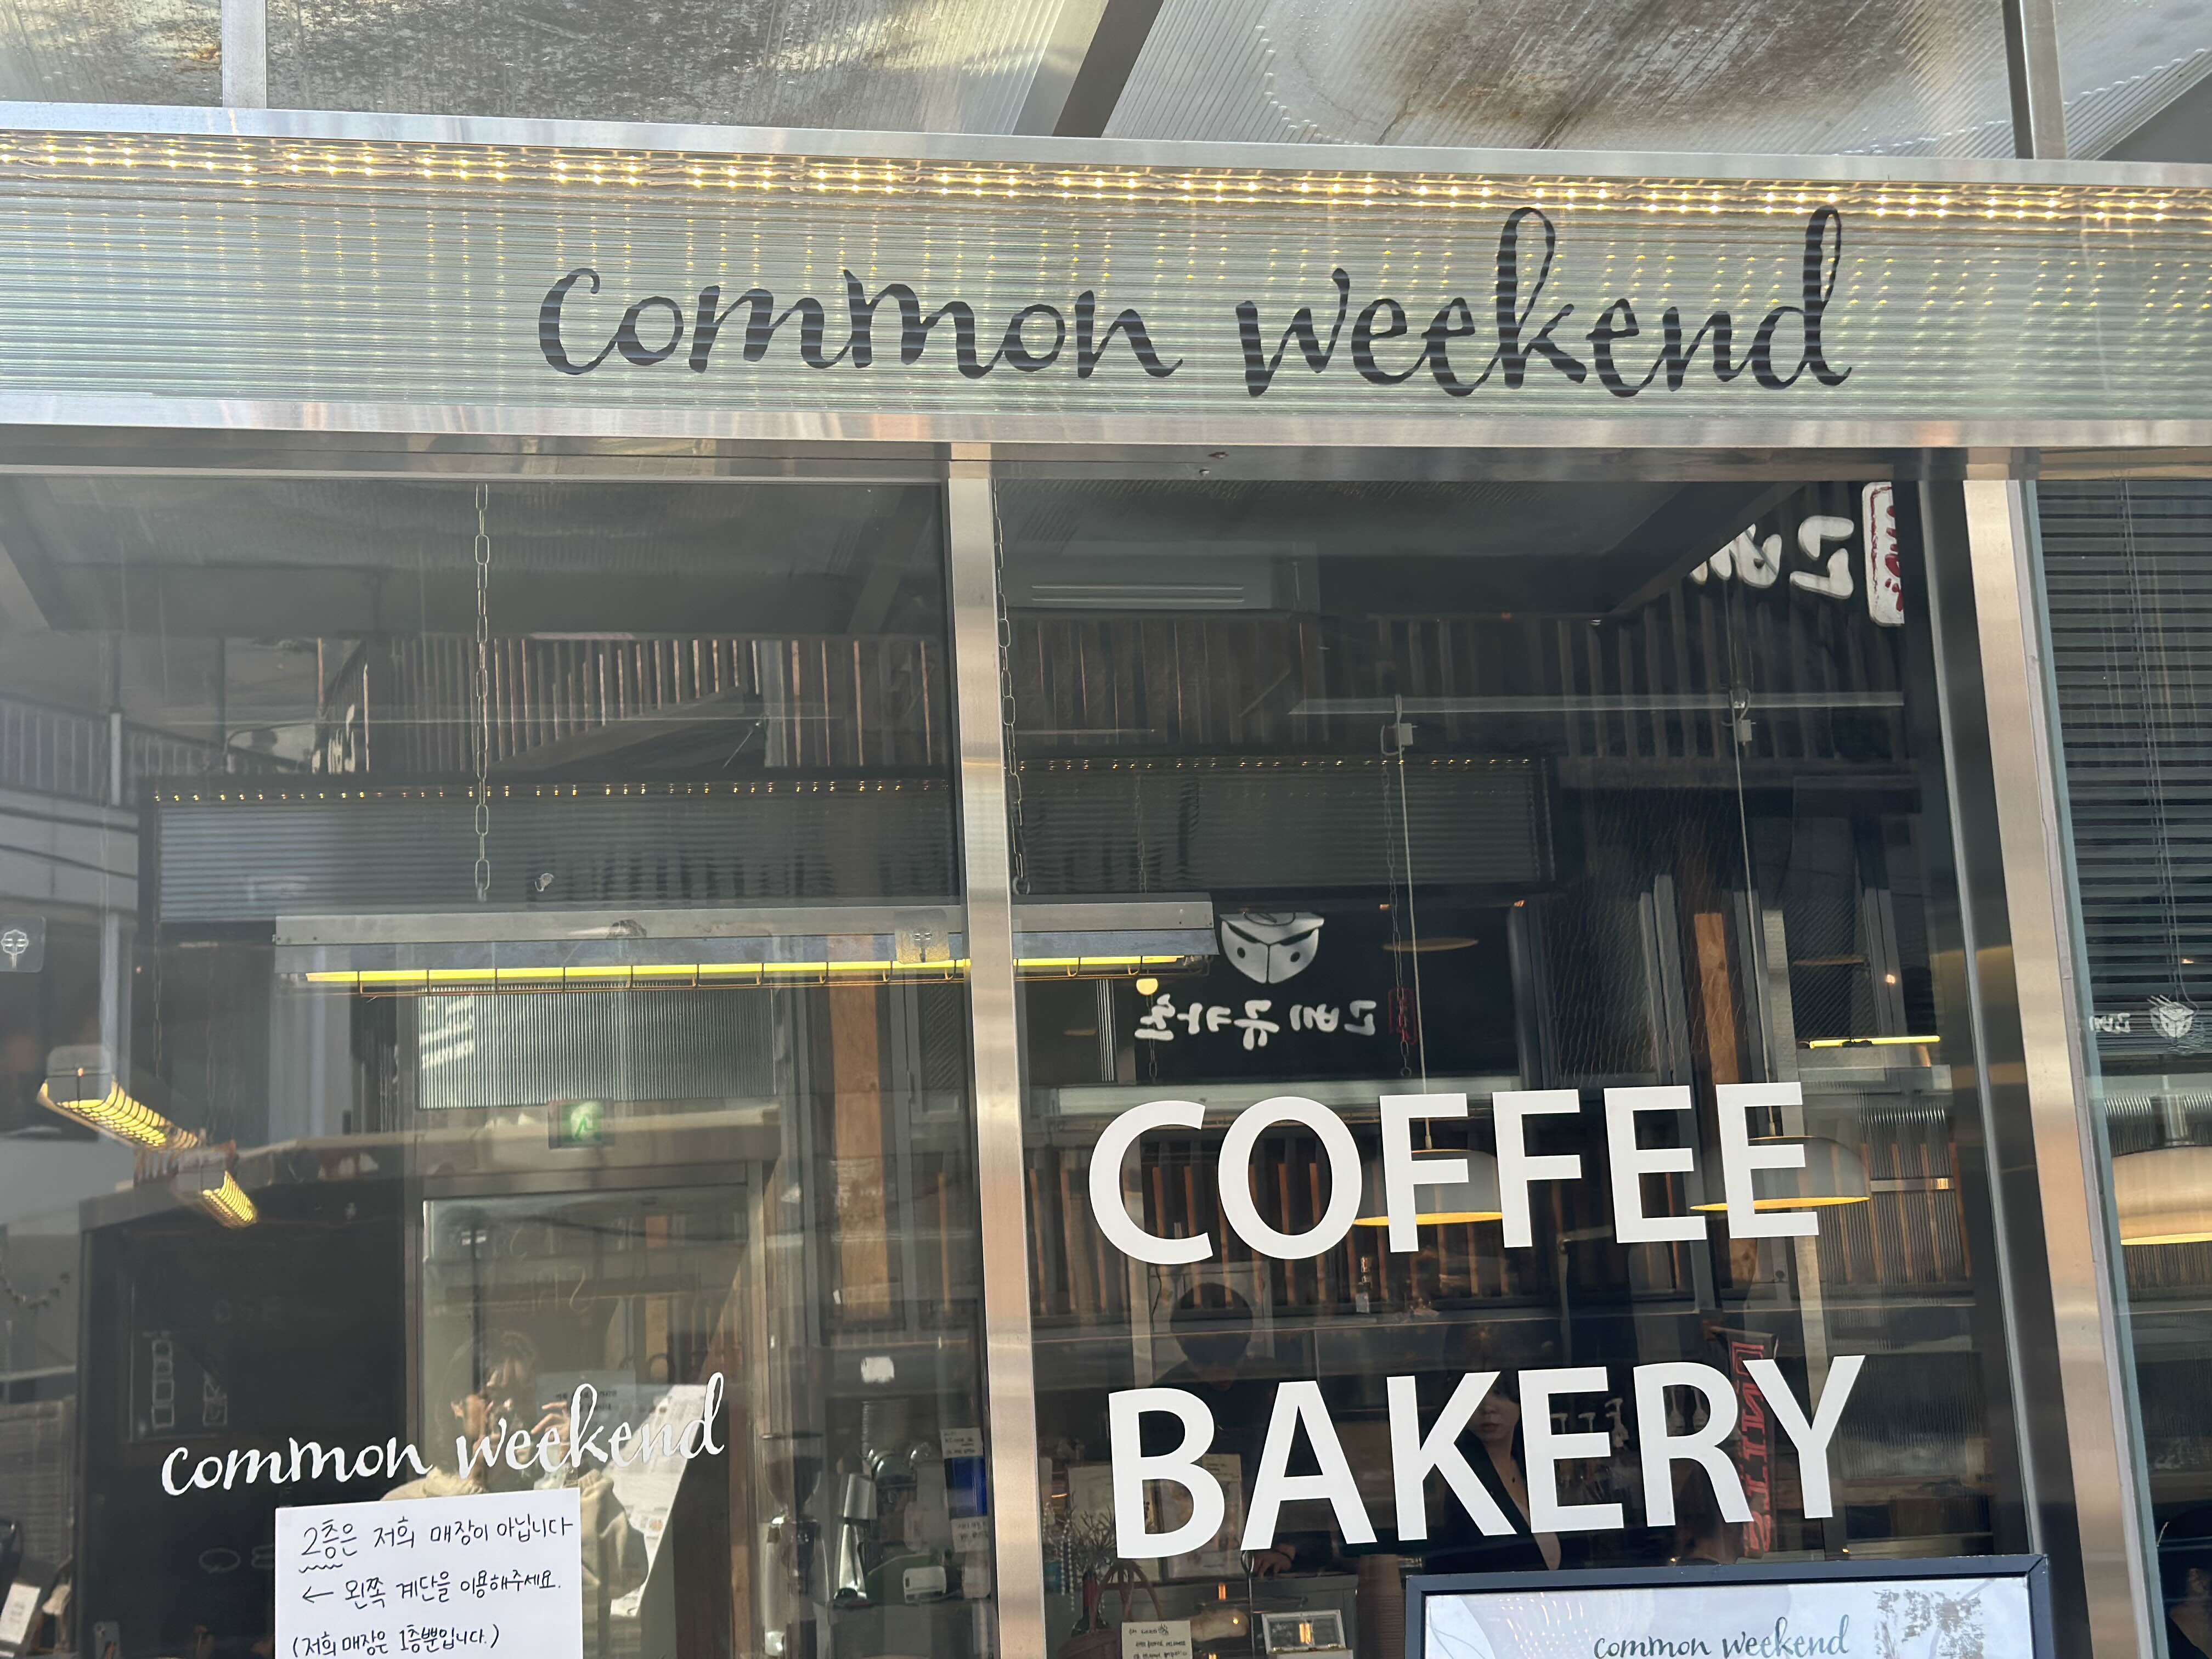 common weekend
COFFEE
BAKERY
common weekend
2층은 저희 매장이 아닙니다
← 왼쪽 계단을 이용해주세요.
(저희 매장은 1층뿐입니다.)
common weekend